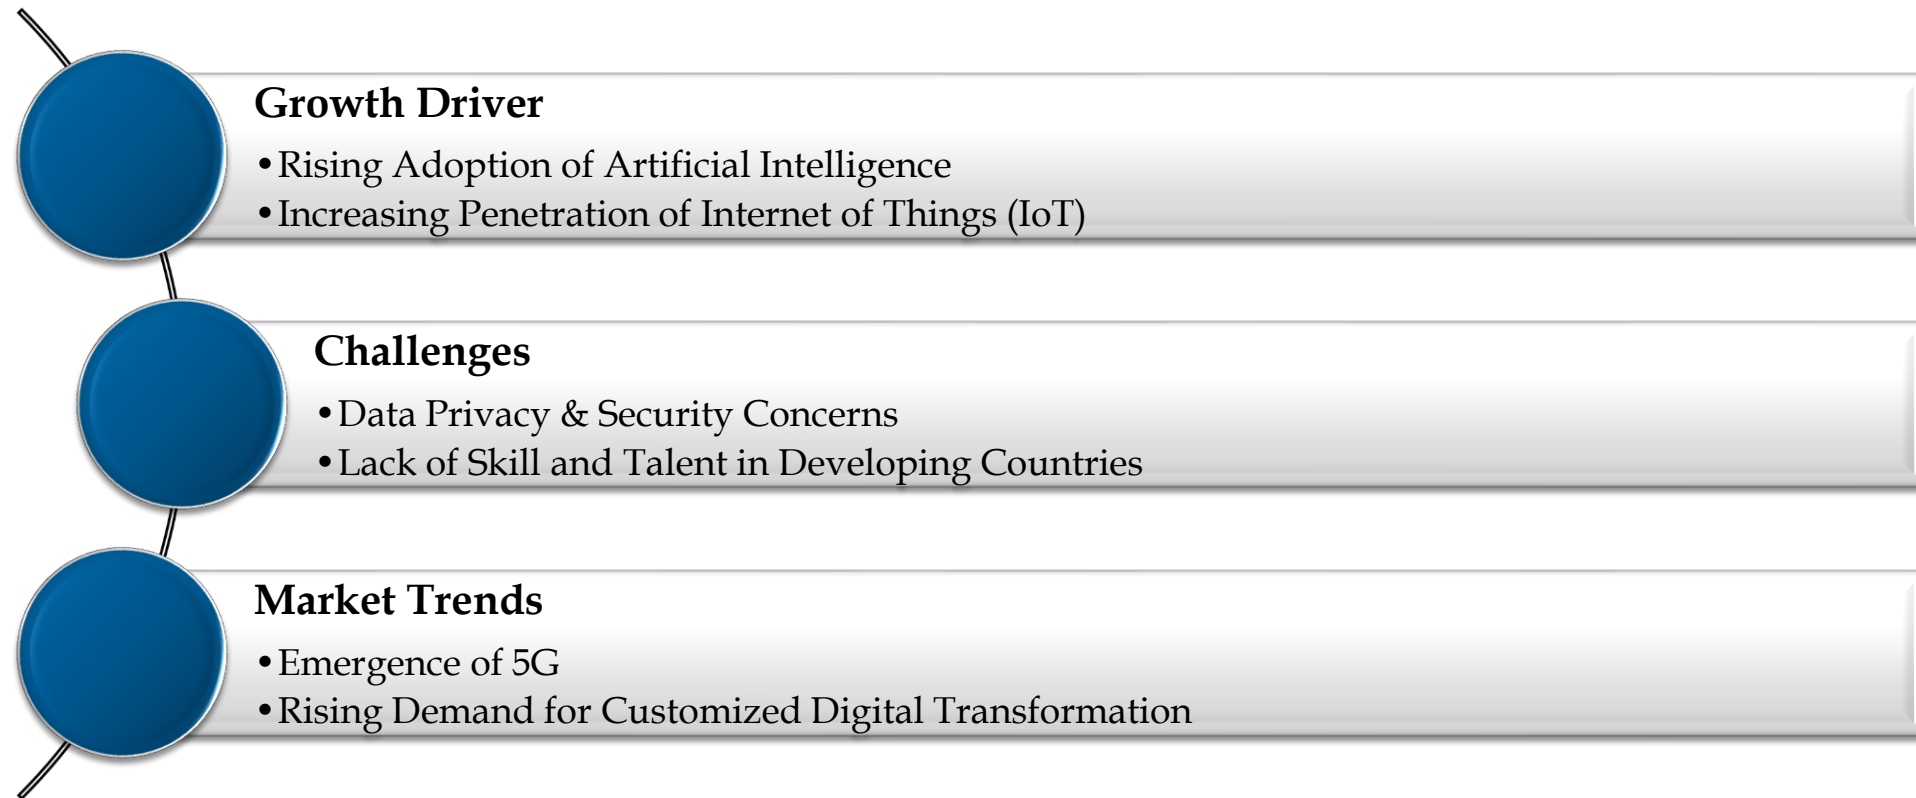 Growth Driver
•Rising Adoption of Artificial Intelligence
•Increasing Penetration of Internet of Things (IoT)
Challenges
•Data Privacy & Security Concerns
•Lack of Skill and Talent in Developing Countries
Market Trends
•Emergence of 5G
•Rising Demand for Customized Digital Transformation